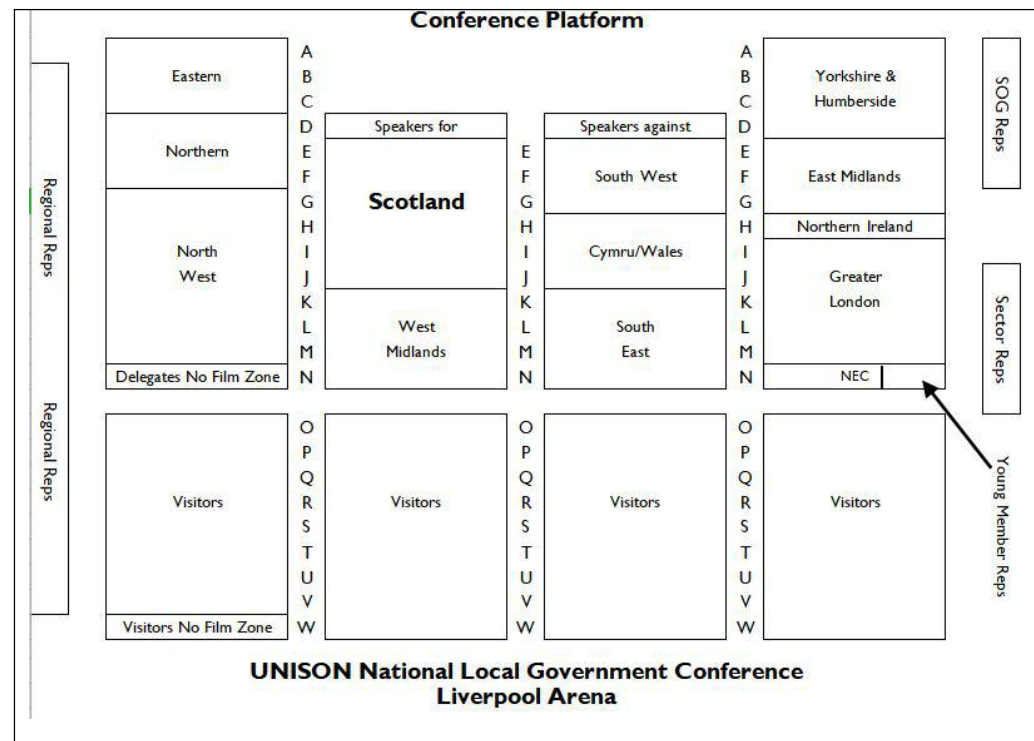 Conference Platform
Eastern
Northern
North
West
Delegates No Film Zone
A
B
C
D
E
F
G
H
I
J
K
L
M
N
Speakers for
Scotland
West
Midlands
E
F
G
H
I
J
K
L
M
N
Speakers against
South West
Cymru/Wales
South
East
A
B
C
D
E
F
G
H
I
J
K
L
M
N
Yorkshire &
Humberside
East Midlands
Northern Ireland
Greater
London
NEC
Regional Reps
Regional Reps
SOG Reps
Sector Reps
Young Member Reps
Visitors
Visitors No Film Zone
O
P
Q
R
S
T
U
V
W
Visitors
O
P
Q
R
S
T
U
V
W
Visitors
O
P
Q
R
S
T
U
V
W
Visitors
UNISON National Local Government Conference
Liverpool Arena